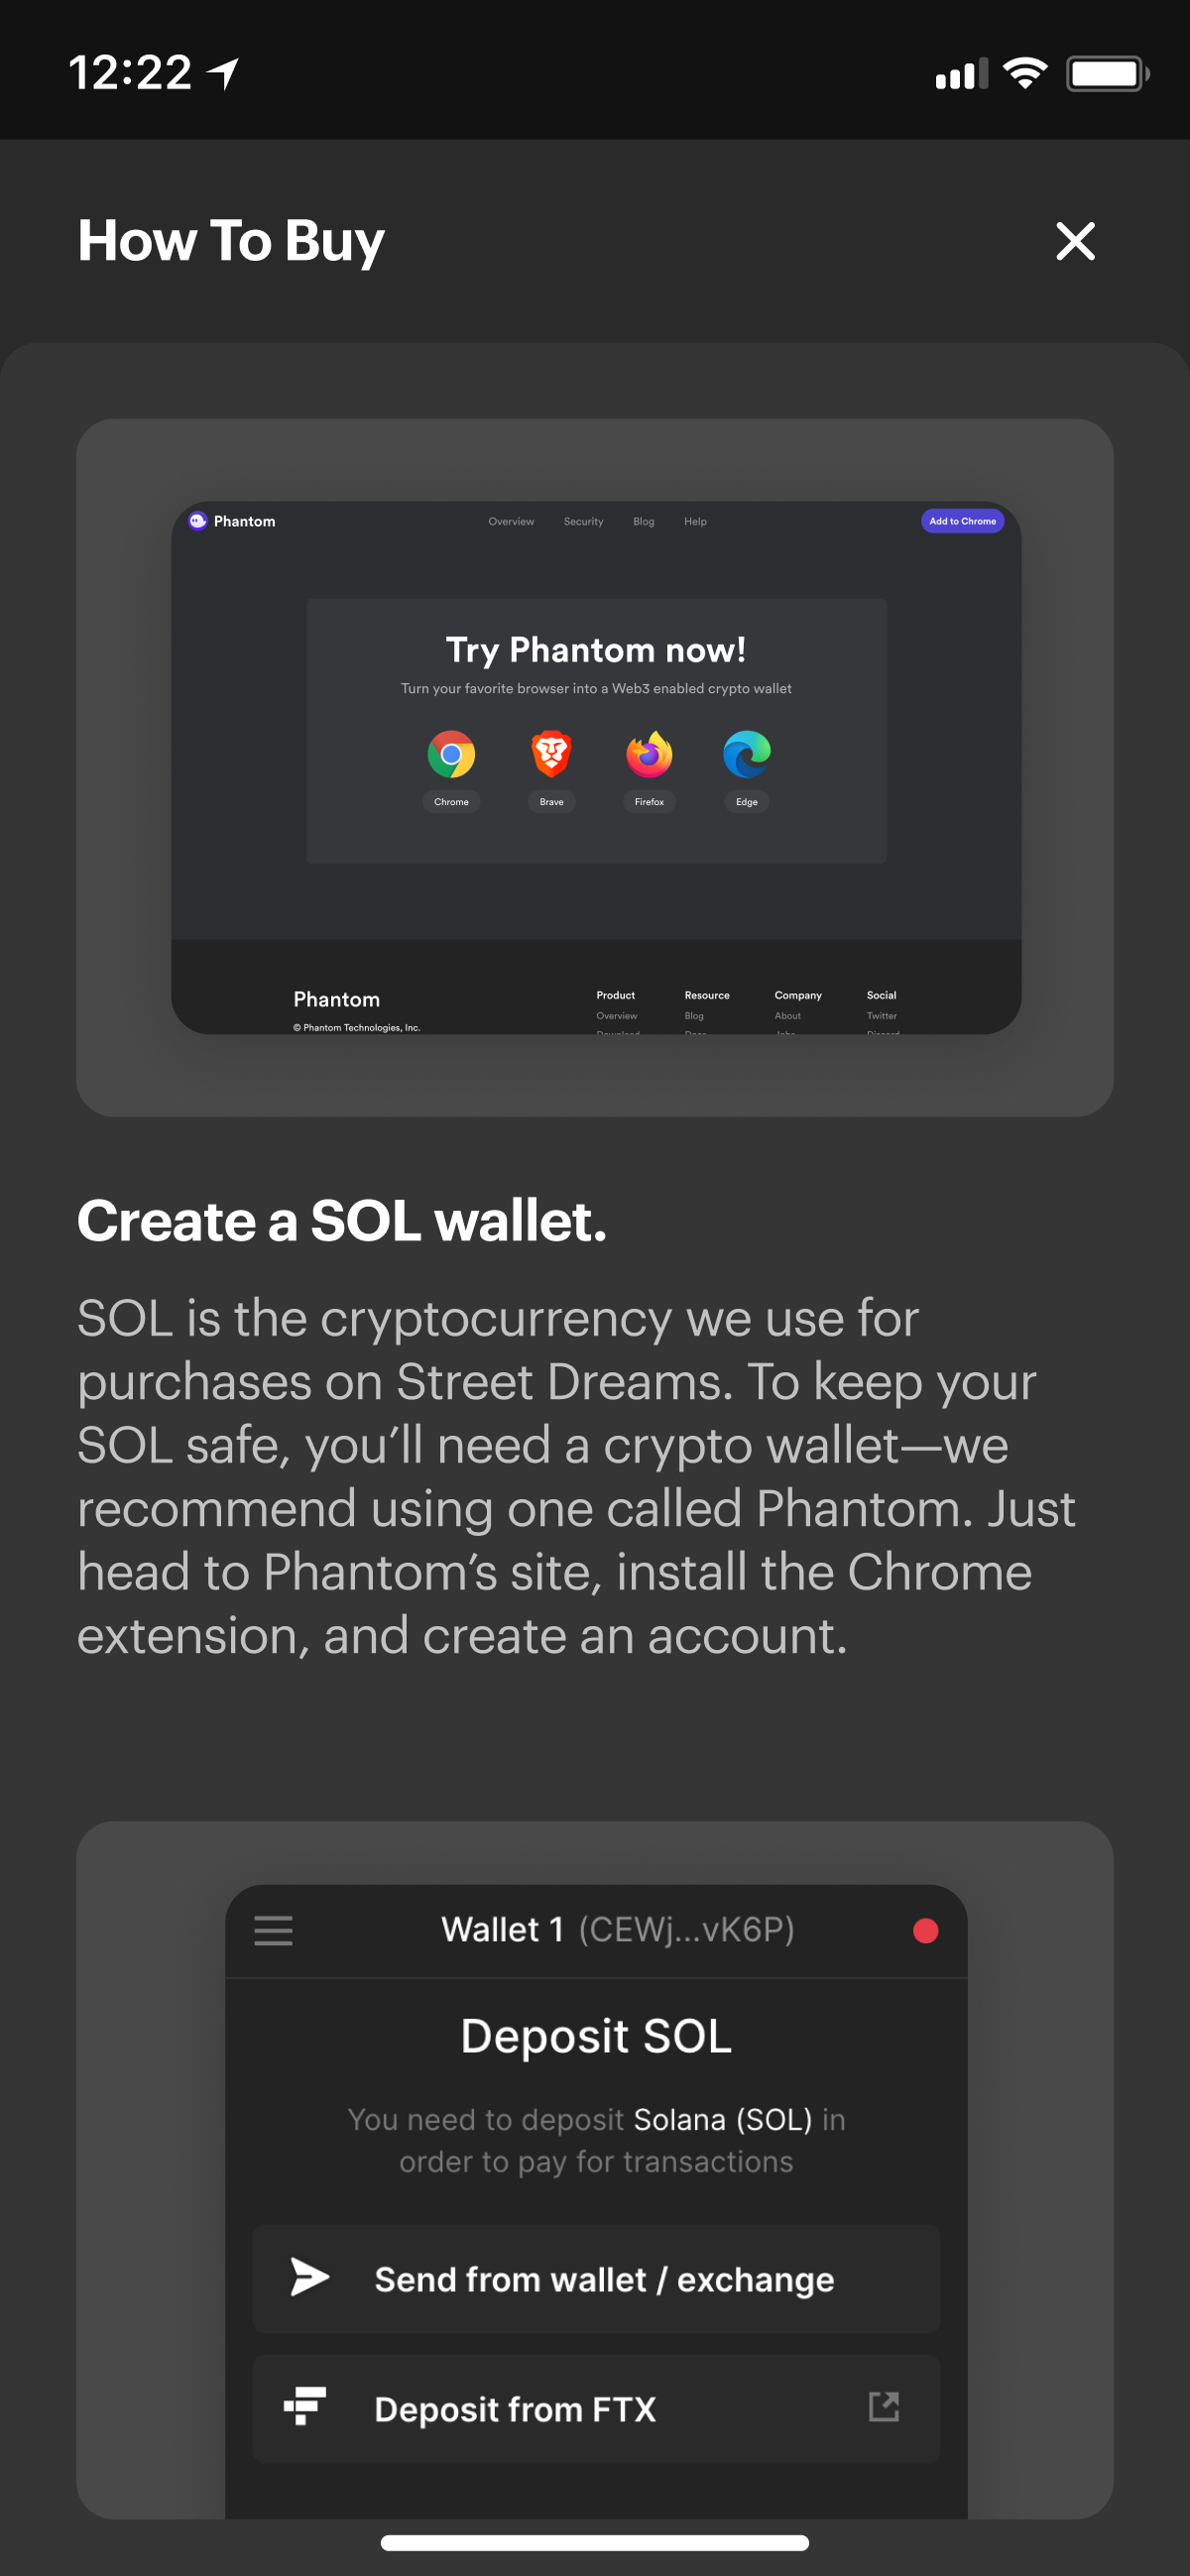 12:22
How To Buy
Phantom
Overview Security Blog Help
Add to Chrome
Try Phantom now!
Turn your favorite browser into a Web3 enabled crypto wallet
Chrome Brave Firefox Edge
Phantom
© Phantom Technologies, Inc.
Product Resource Company Social
Overview Blog About Twitter
Create a SOL wallet.
SOL is the cryptocurrency we use for
purchases on Street Dreams. To keep your
SOL safe, you’ll need a crypto wallet—we
recommend using one called Phantom. Just
head to Phantom’s site, install the Chrome
extension, and create an account.
Wallet 1 (CEWj...vK6P)
Deposit SOL
You need to deposit Solana (SOL) in
order to pay for transactions
Send from wallet / exchange
Deposit from FTX